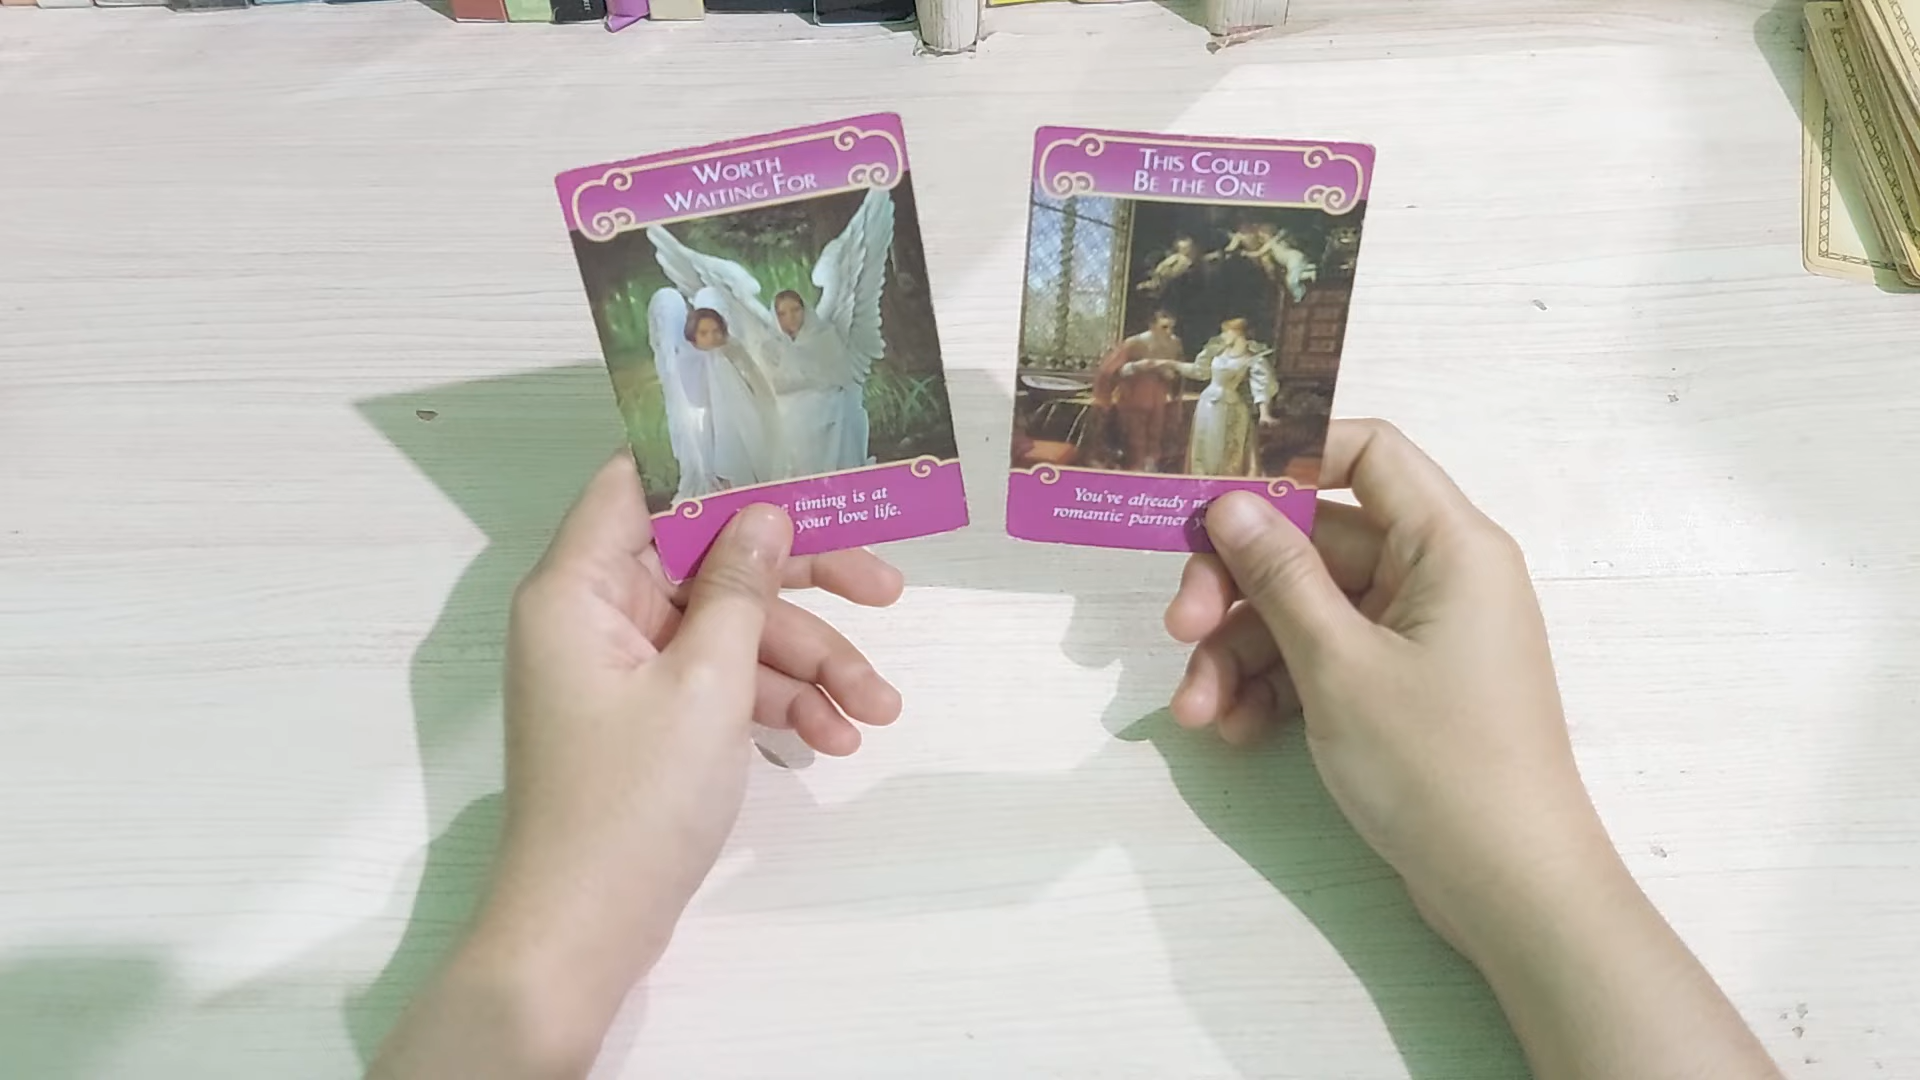 WORTH
WAITING FOR
timing is at
your love life.
THIS COULD
BE THE ONE
You've already
romantic partner